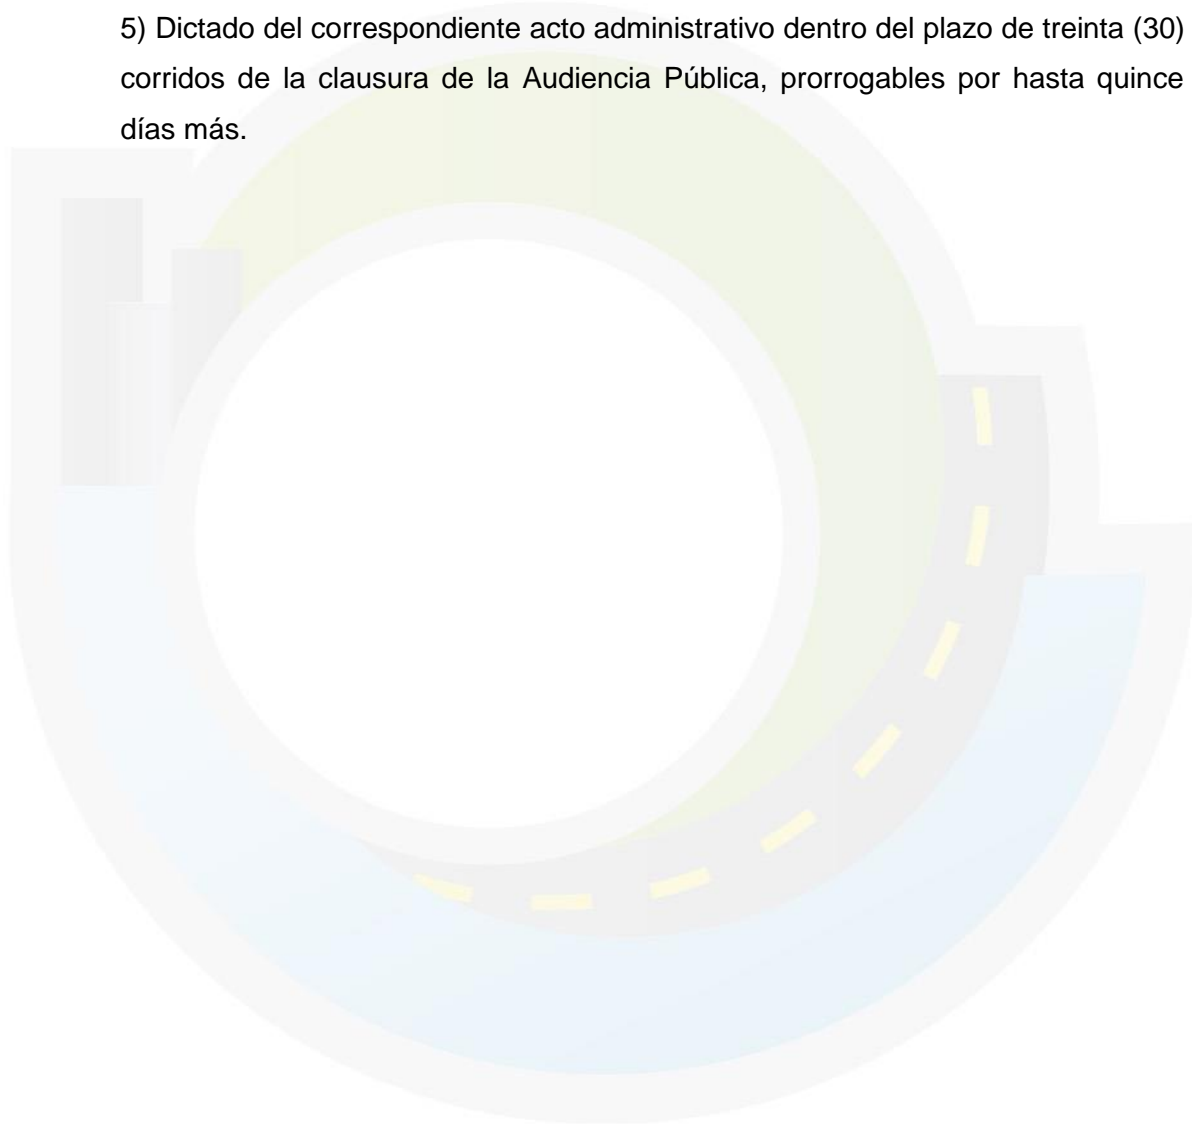 5) Dictado del correspondiente acto administrativo dentro del plazo de treinta (30)
corridos de la clausura de la Audiencia Pública, prorrogables por hasta quince
días más.